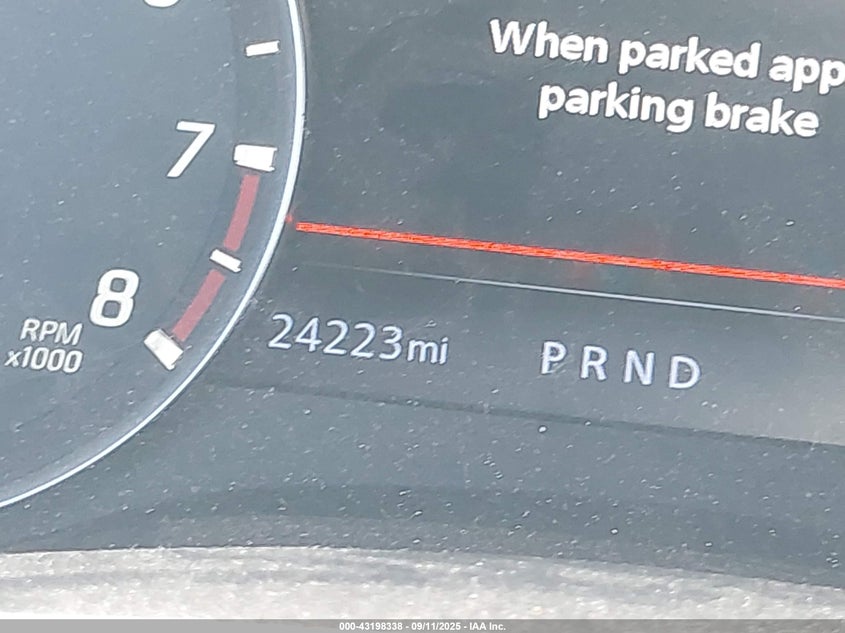 When parked app
parking brake
7
8
RPM
x1000
24223mi
P R N D
000-43198338 - 09/11/2025 - IAA Inc.